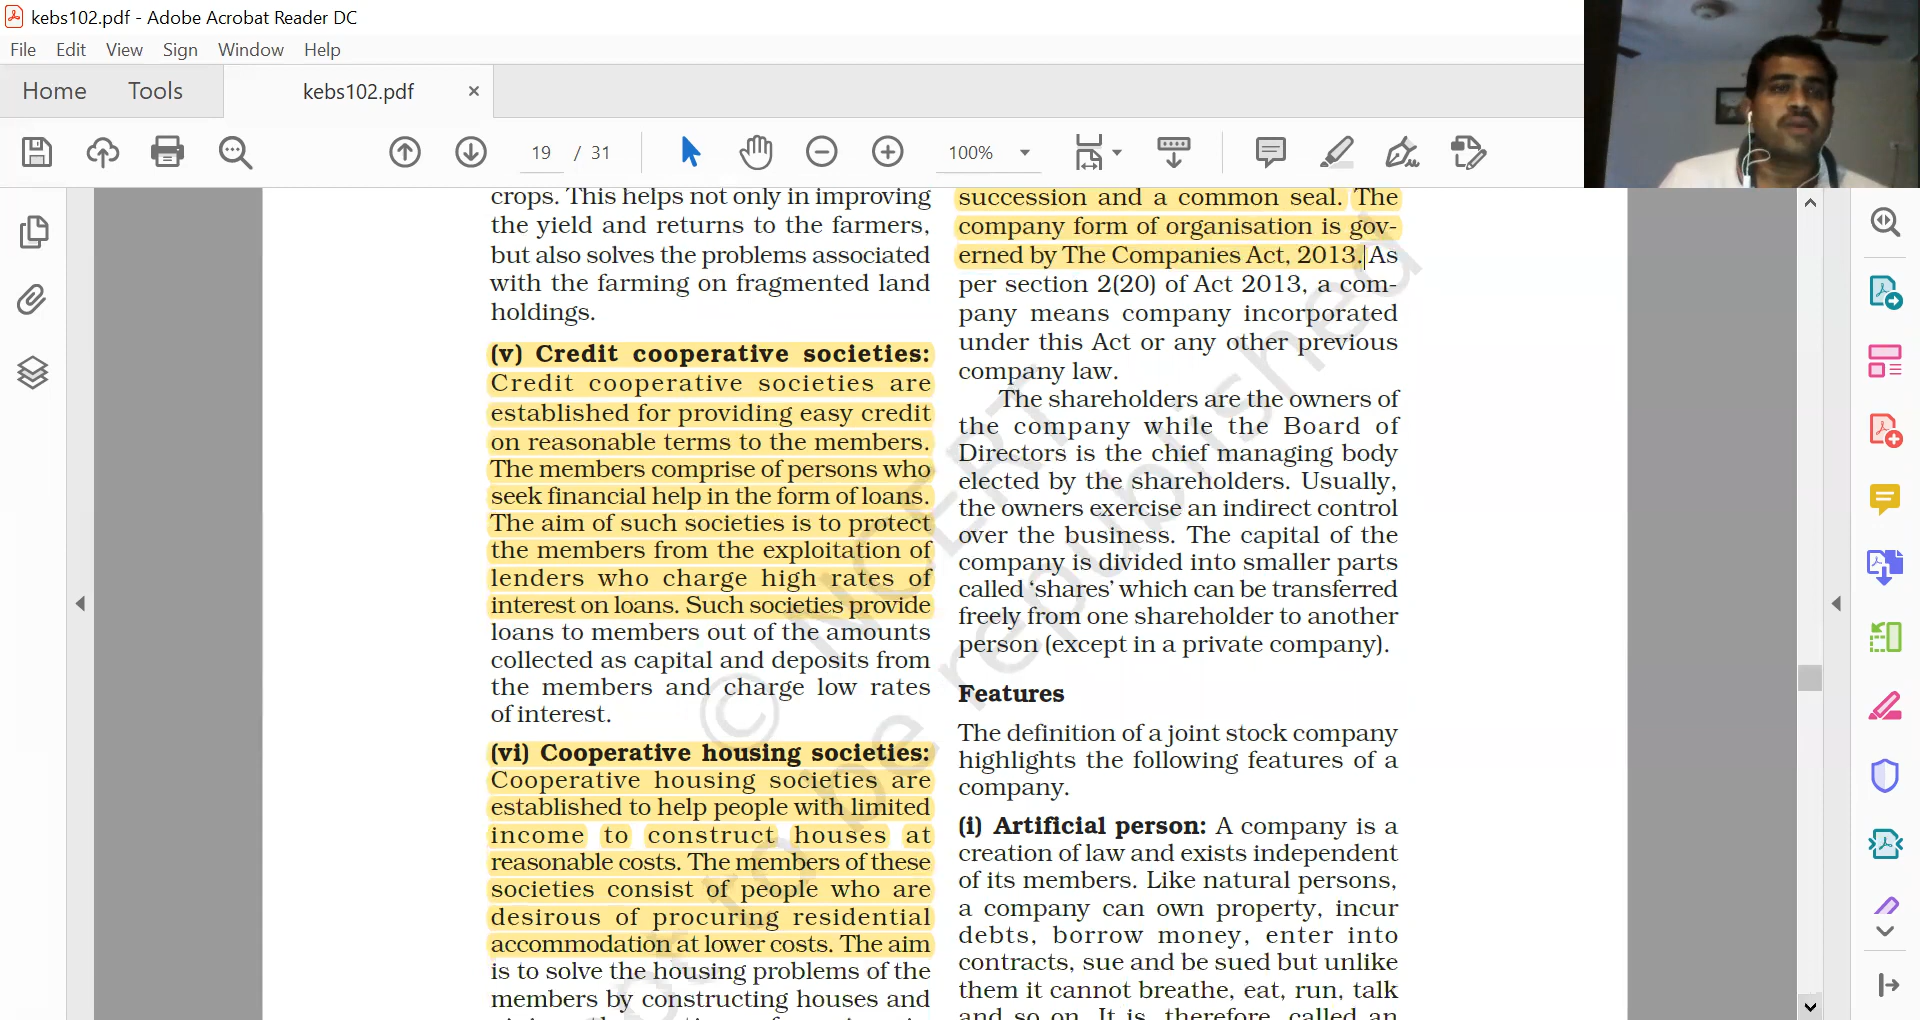 kebs102.pdf - Adobe Acrobat Reader DC
File Edit View Sign Window Help
Home Tools kebs102.pdf ×
19 / 31 100%
crops. This helps not only in improving
the yield and returns to the farmers,
but also solves the problems associated
with the farming on fragmented land
holdings.
(v) Credit cooperative societies:
Credit cooperative societies are
established for providing easy credit
on reasonable terms to the members.
The members comprise of persons who
seek financial help in the form of loans.
The aim of such societies is to protect
the members from the exploitation of
lenders who charge high rates of
interest on loans. Such societies provide
loans to members out of the amounts
collected as capital and deposits from
the members and charge low rates
of interest.
(vi) Cooperative housing societies:
Cooperative housing societies are
established to help people with limited
income to construct houses at
reasonable costs. The members of these
societies consist of people who are
desirous of procuring residential
accommodation at lower costs. The aim
is to solve the housing problems of the
members by constructing houses and
succession and a common seal. The
company form of organisation is gov-
erned by The Companies Act, 2013. As
per section 2(20) of Act 2013, a com-
pany means company incorporated
under this Act or any other previous
company law.
The shareholders are the owners of
the company while the Board of
Directors is the chief managing body
elected by the shareholders. Usually,
the owners exercise an indirect control
over the business. The capital of the
company is divided into smaller parts
called ‘shares’ which can be transferred
freely from one shareholder to another
person (except in a private company).
Features
The definition of a joint stock company
highlights the following features of a
company.
(i) Artificial person: A company is a
creation of law and exists independent
of its members. Like natural persons,
a company can own property, incur
debts, borrow money, enter into
contracts, sue and be sued but unlike
them it cannot breathe, eat, run, talk
and so on. It is, therefore, called an
© NCERT
not to be republished